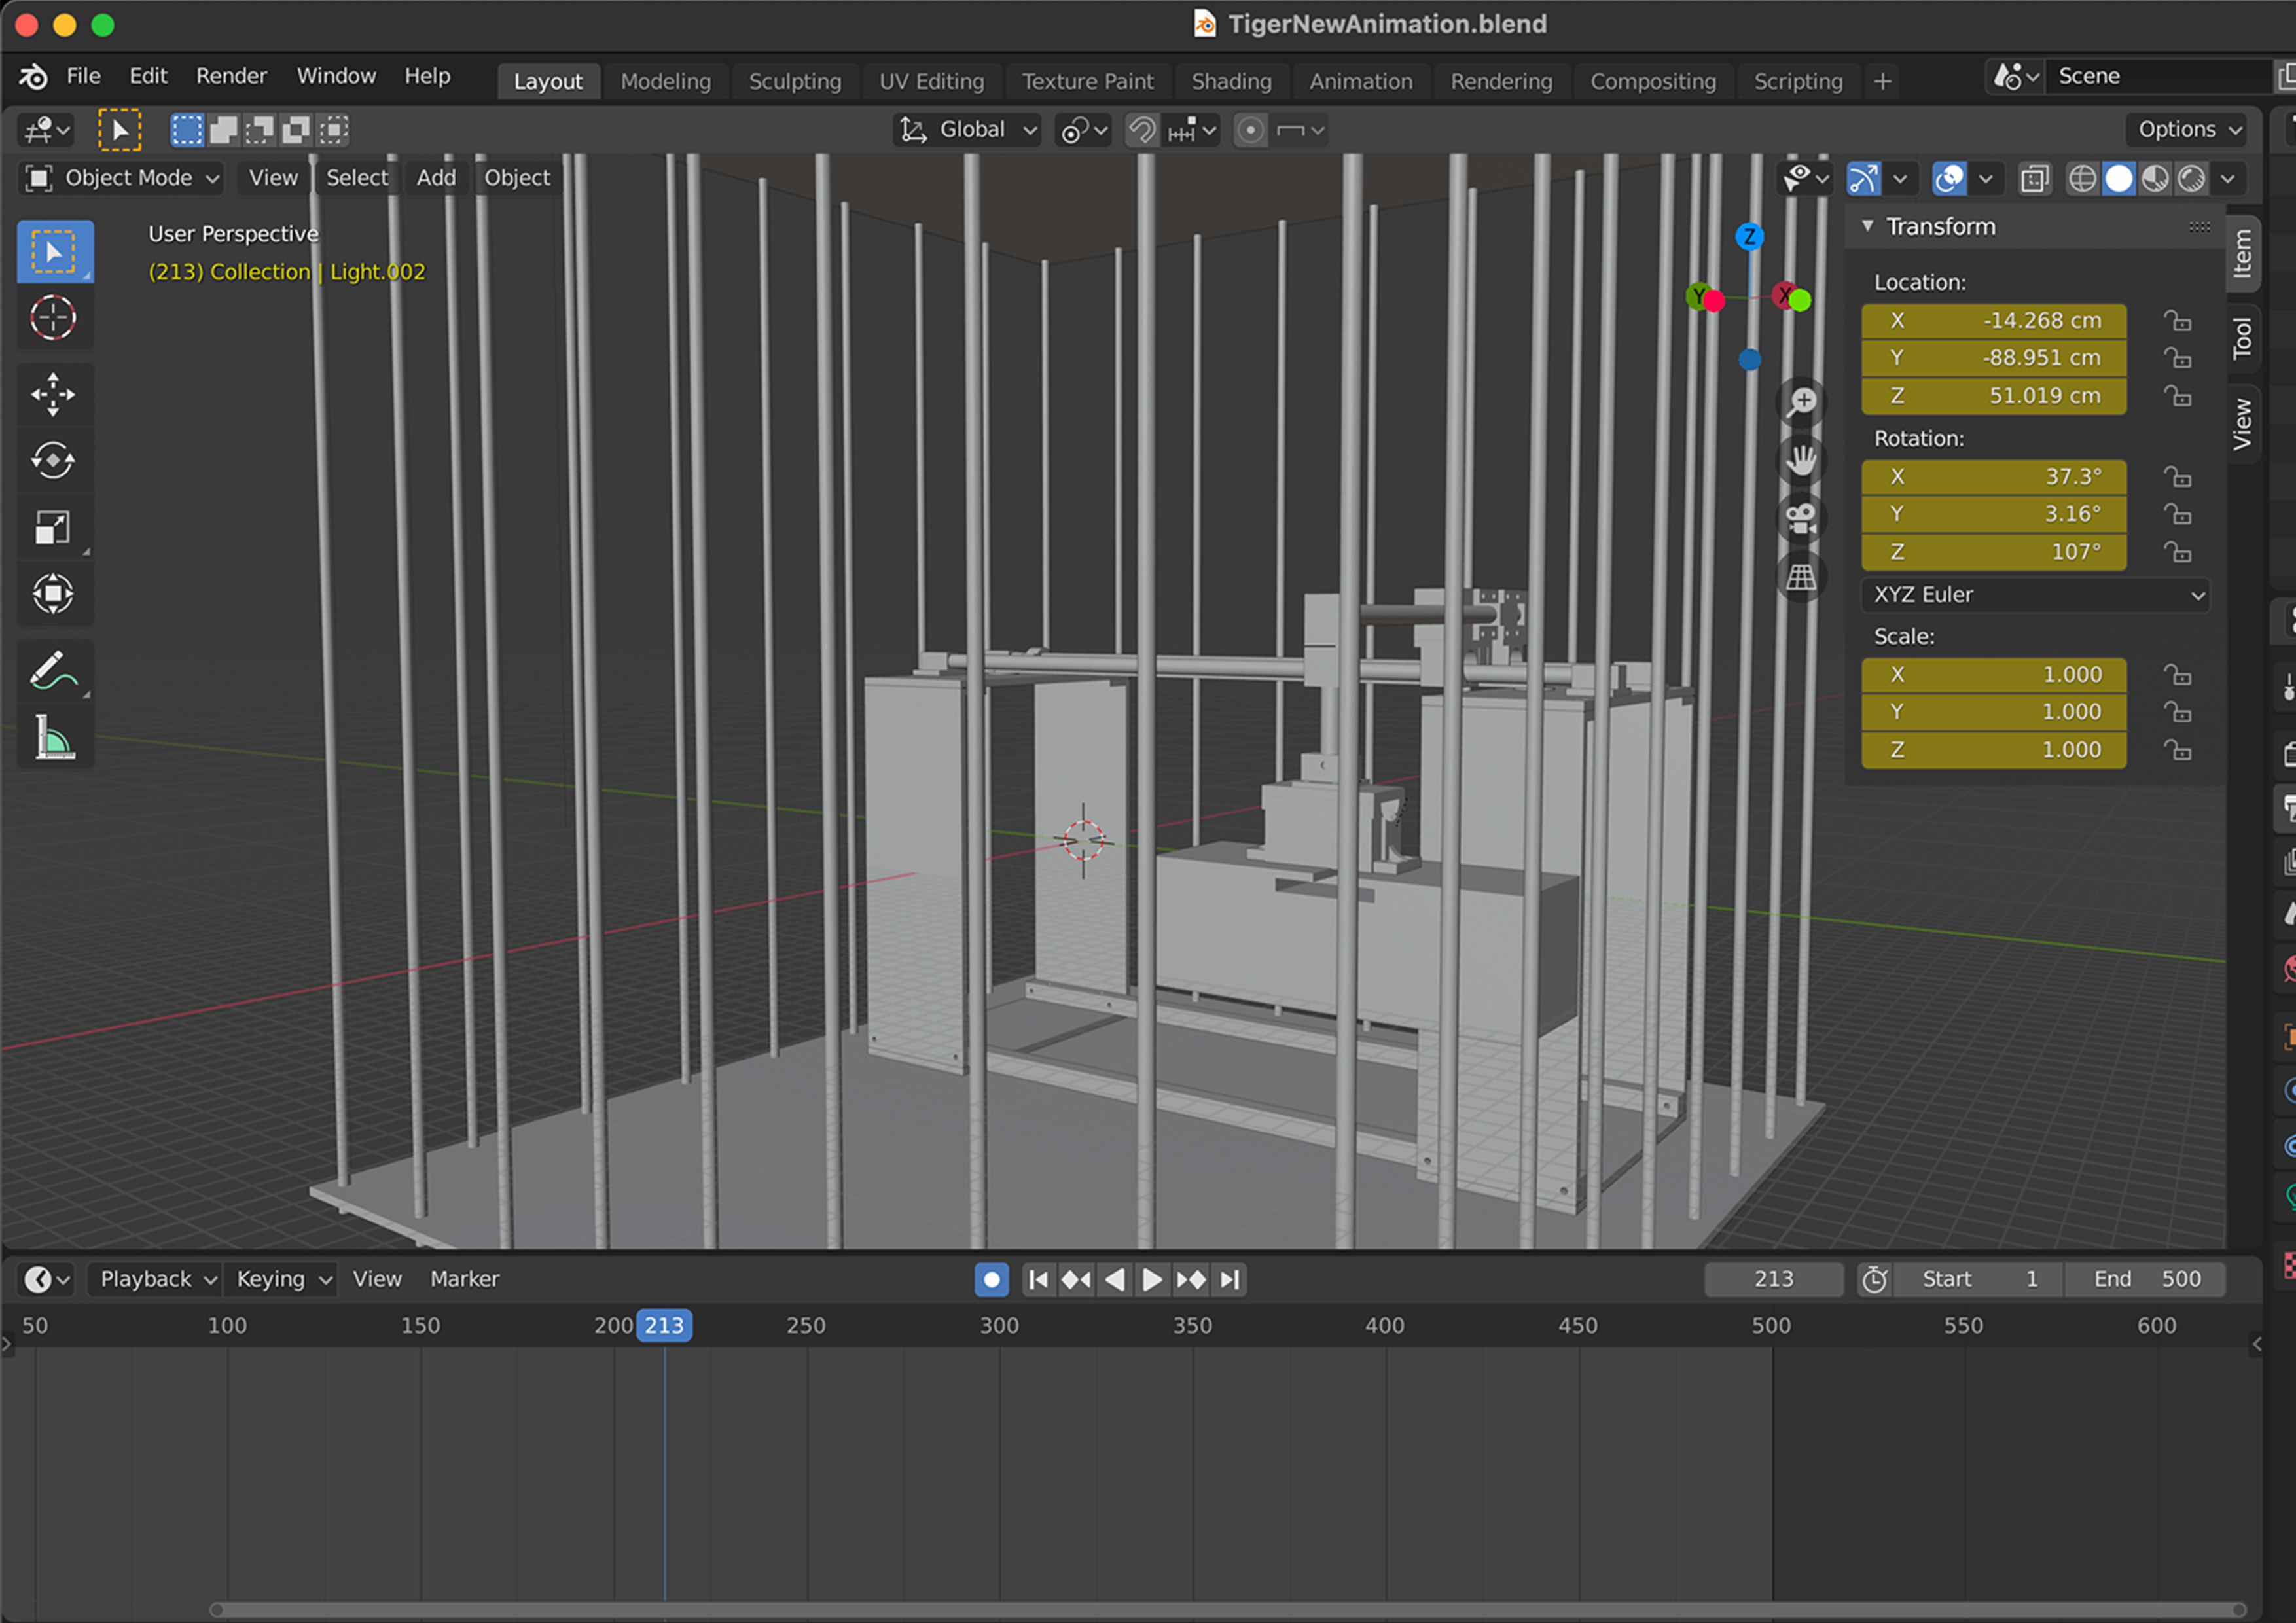 TigerNewAnimation.blend
File Edit Render Window Help Layout Modeling Sculpting UV Editing Texture Paint Shading Animation Rendering Compositing Scripting + Scene
Global Options
Object Mode View Select Add Object
User Perspective
(213) Collection | Light.002
Z
Y X
Transform
Location:
X -14.268 cm
Y -88.951 cm
Z 51.019 cm
Rotation:
X 37.3°
Y 3.16°
Z 107°
XYZ Euler
Scale:
X 1.000
Y 1.000
Z 1.000
Item
Tool
View
Playback Keying View Marker 213 Start 1 End 500
50 100 150 200 213 250 300 350 400 450 500 550 600